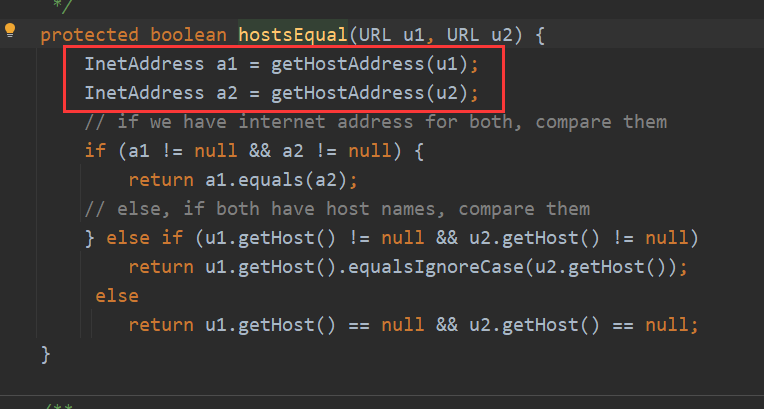 */
protected boolean hostsEqual(URL u1, URL u2) {
InetAddress a1 = getHostAddress(u1);
InetAddress a2 = getHostAddress(u2);
// if we have internet address for both, compare them
if (a1 != null && a2 != null) {
return a1.equals(a2);
// else, if both have host names, compare them
} else if (u1.getHost() != null && u2.getHost() != null)
return u1.getHost().equalsIgnoreCase(u2.getHost());
else
return u1.getHost() == null && u2.getHost() == null;
}
/**